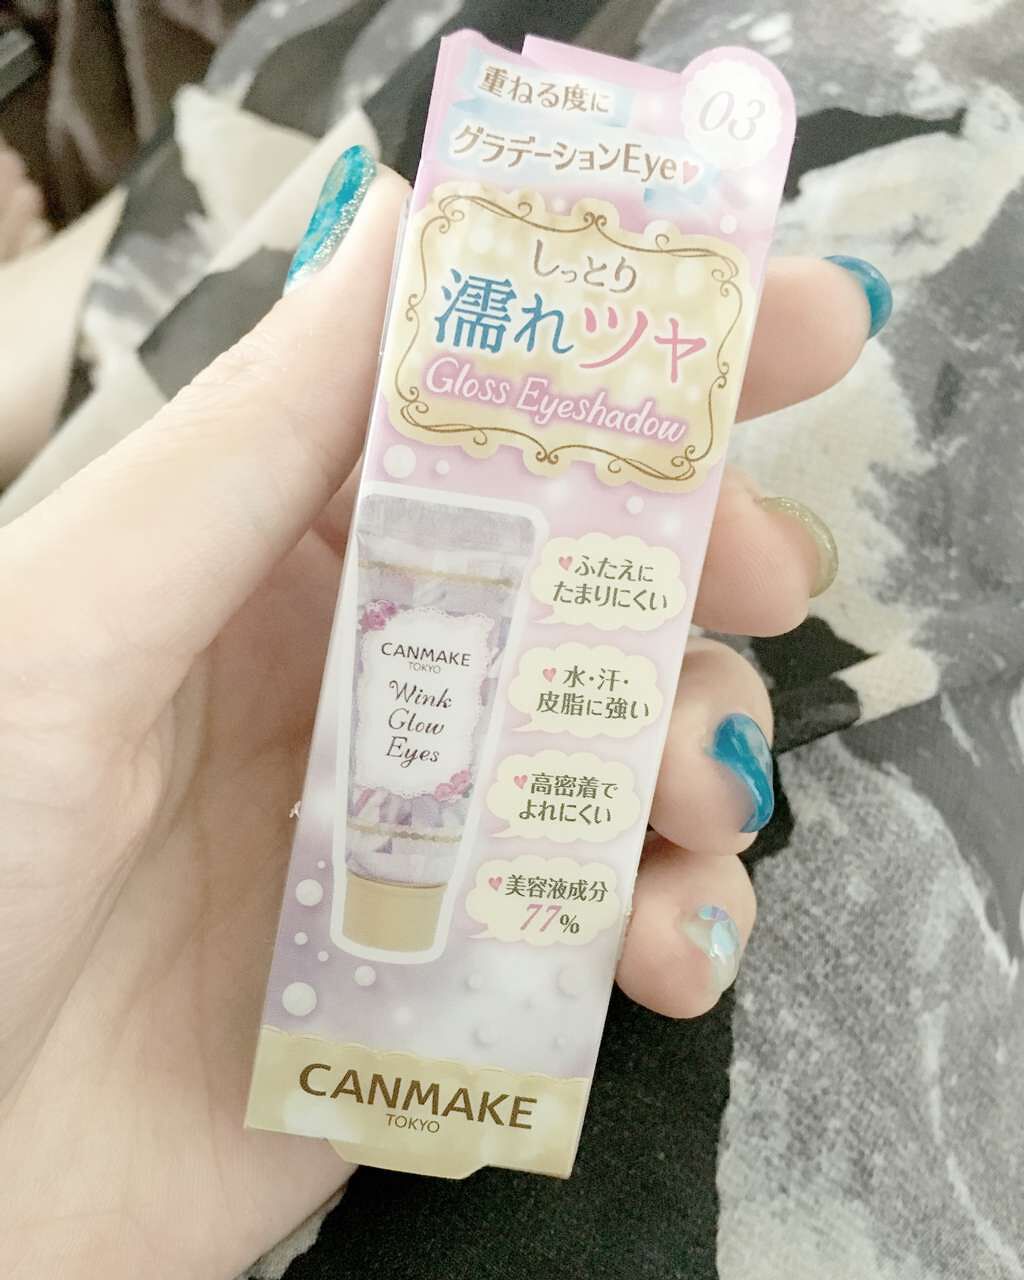 重ねる度に
03
グラデーションEye
しっとり
濡れツヤ
Gloss Eyeshadow
ふたえに
たまりにくい
CANMAKE
TOKYO
Wink
Glow
Eyes
水・汗・
皮脂に強い
高密着で
よれにくい
美容液成分
77%
CANMAKE
TOKYO